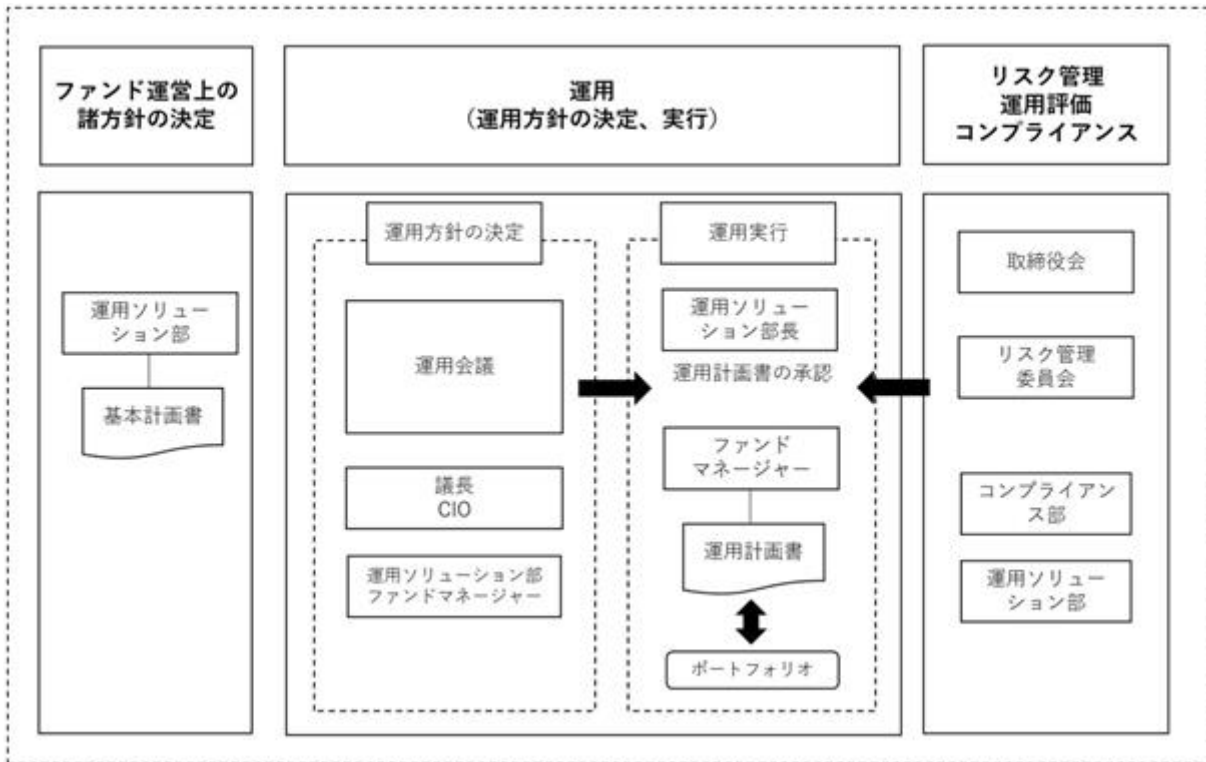 ファンド運営上の
諸方針の決定
運用
（運用方針の決定、実行）
リスク管理
運用評価
コンプライアンス
運用ソリュー
ション部
基本計画書
運用方針の決定
運用会議
議長
CIO
運用ソリューション部
ファンドマネージャー
運用実行
運用ソリュー
ション部長
運用計画書の承認
ファンド
マネージャー
運用計画書
ポートフォリオ
取締役会
リスク管理
委員会
コンプライアン
ス部
運用ソリュー
ション部